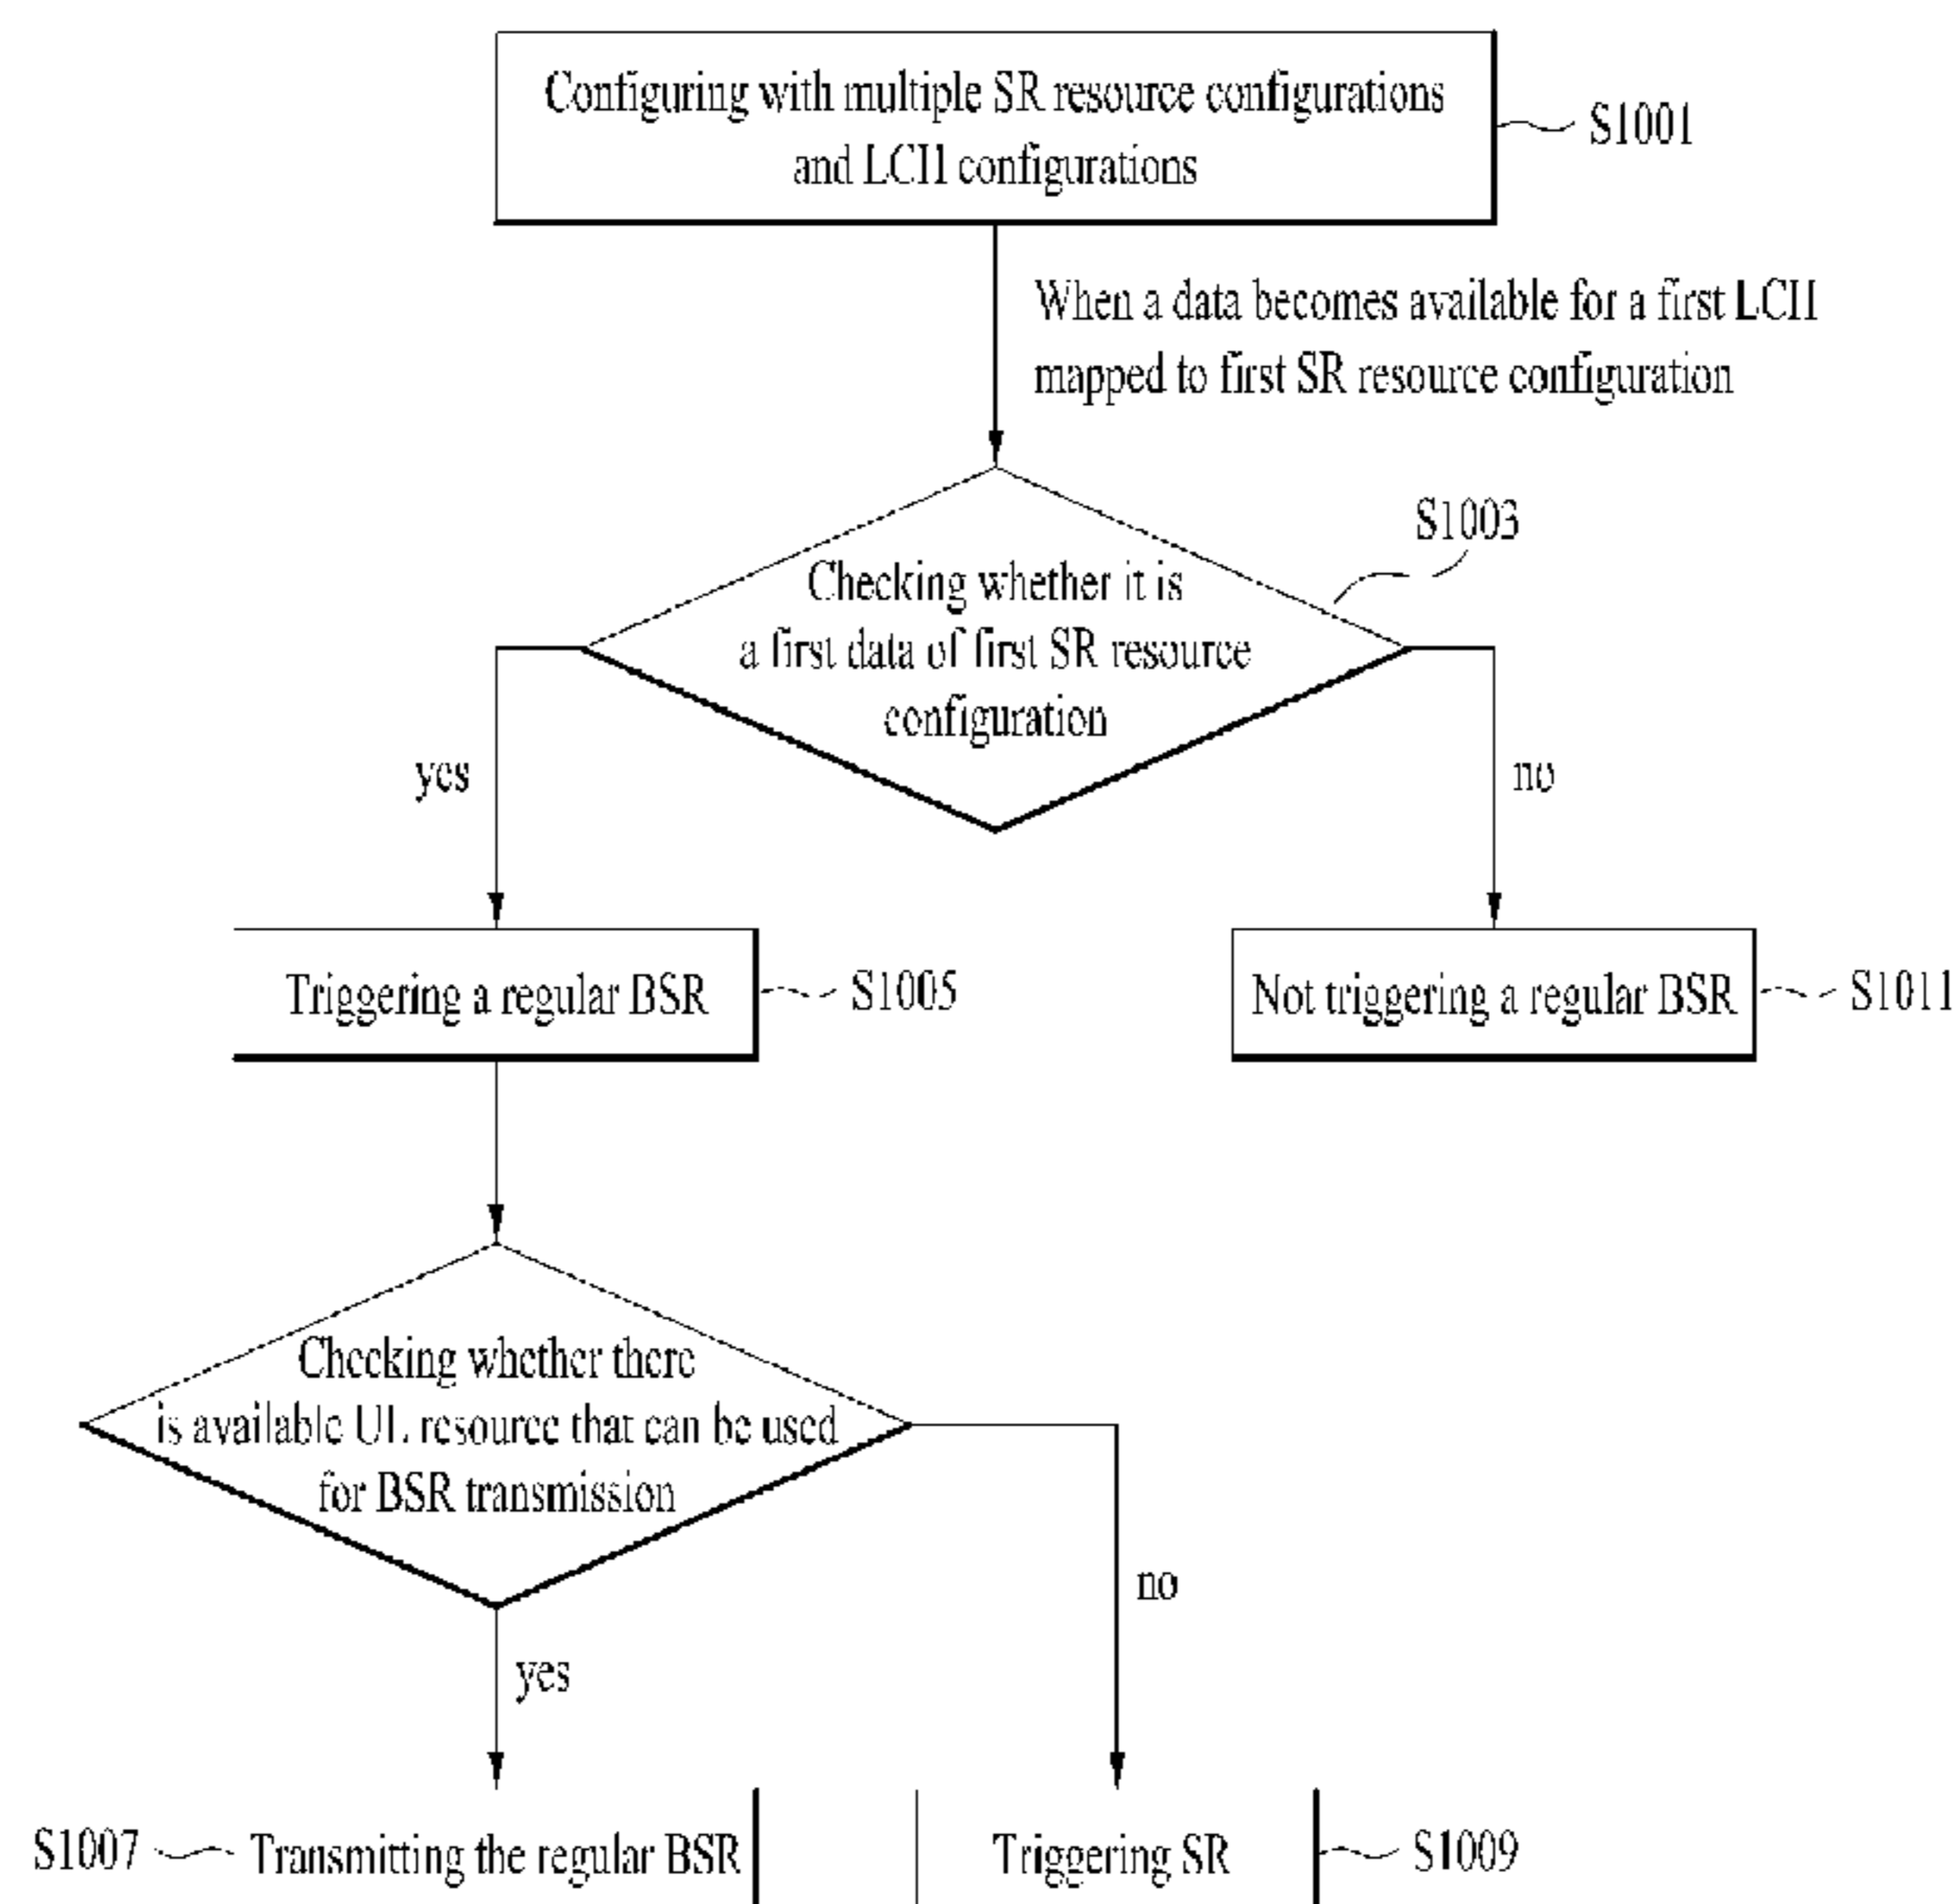 Configuring with multiple SR resource configurations
and LCH configurations
S1001
When a data becomes available for a first LCH
mapped to first SR resource configuration
S1003
Checking whether it is
a first data of first SR resource
configuration
yes
no
Triggering a regular BSR
S1005
Not triggering a regular BSR
S1011
Checking whether there
is available UL resource that can be used
for BSR transmission
no
yes
S1007
Transmitting the regular BSR
Triggering SR
S1009